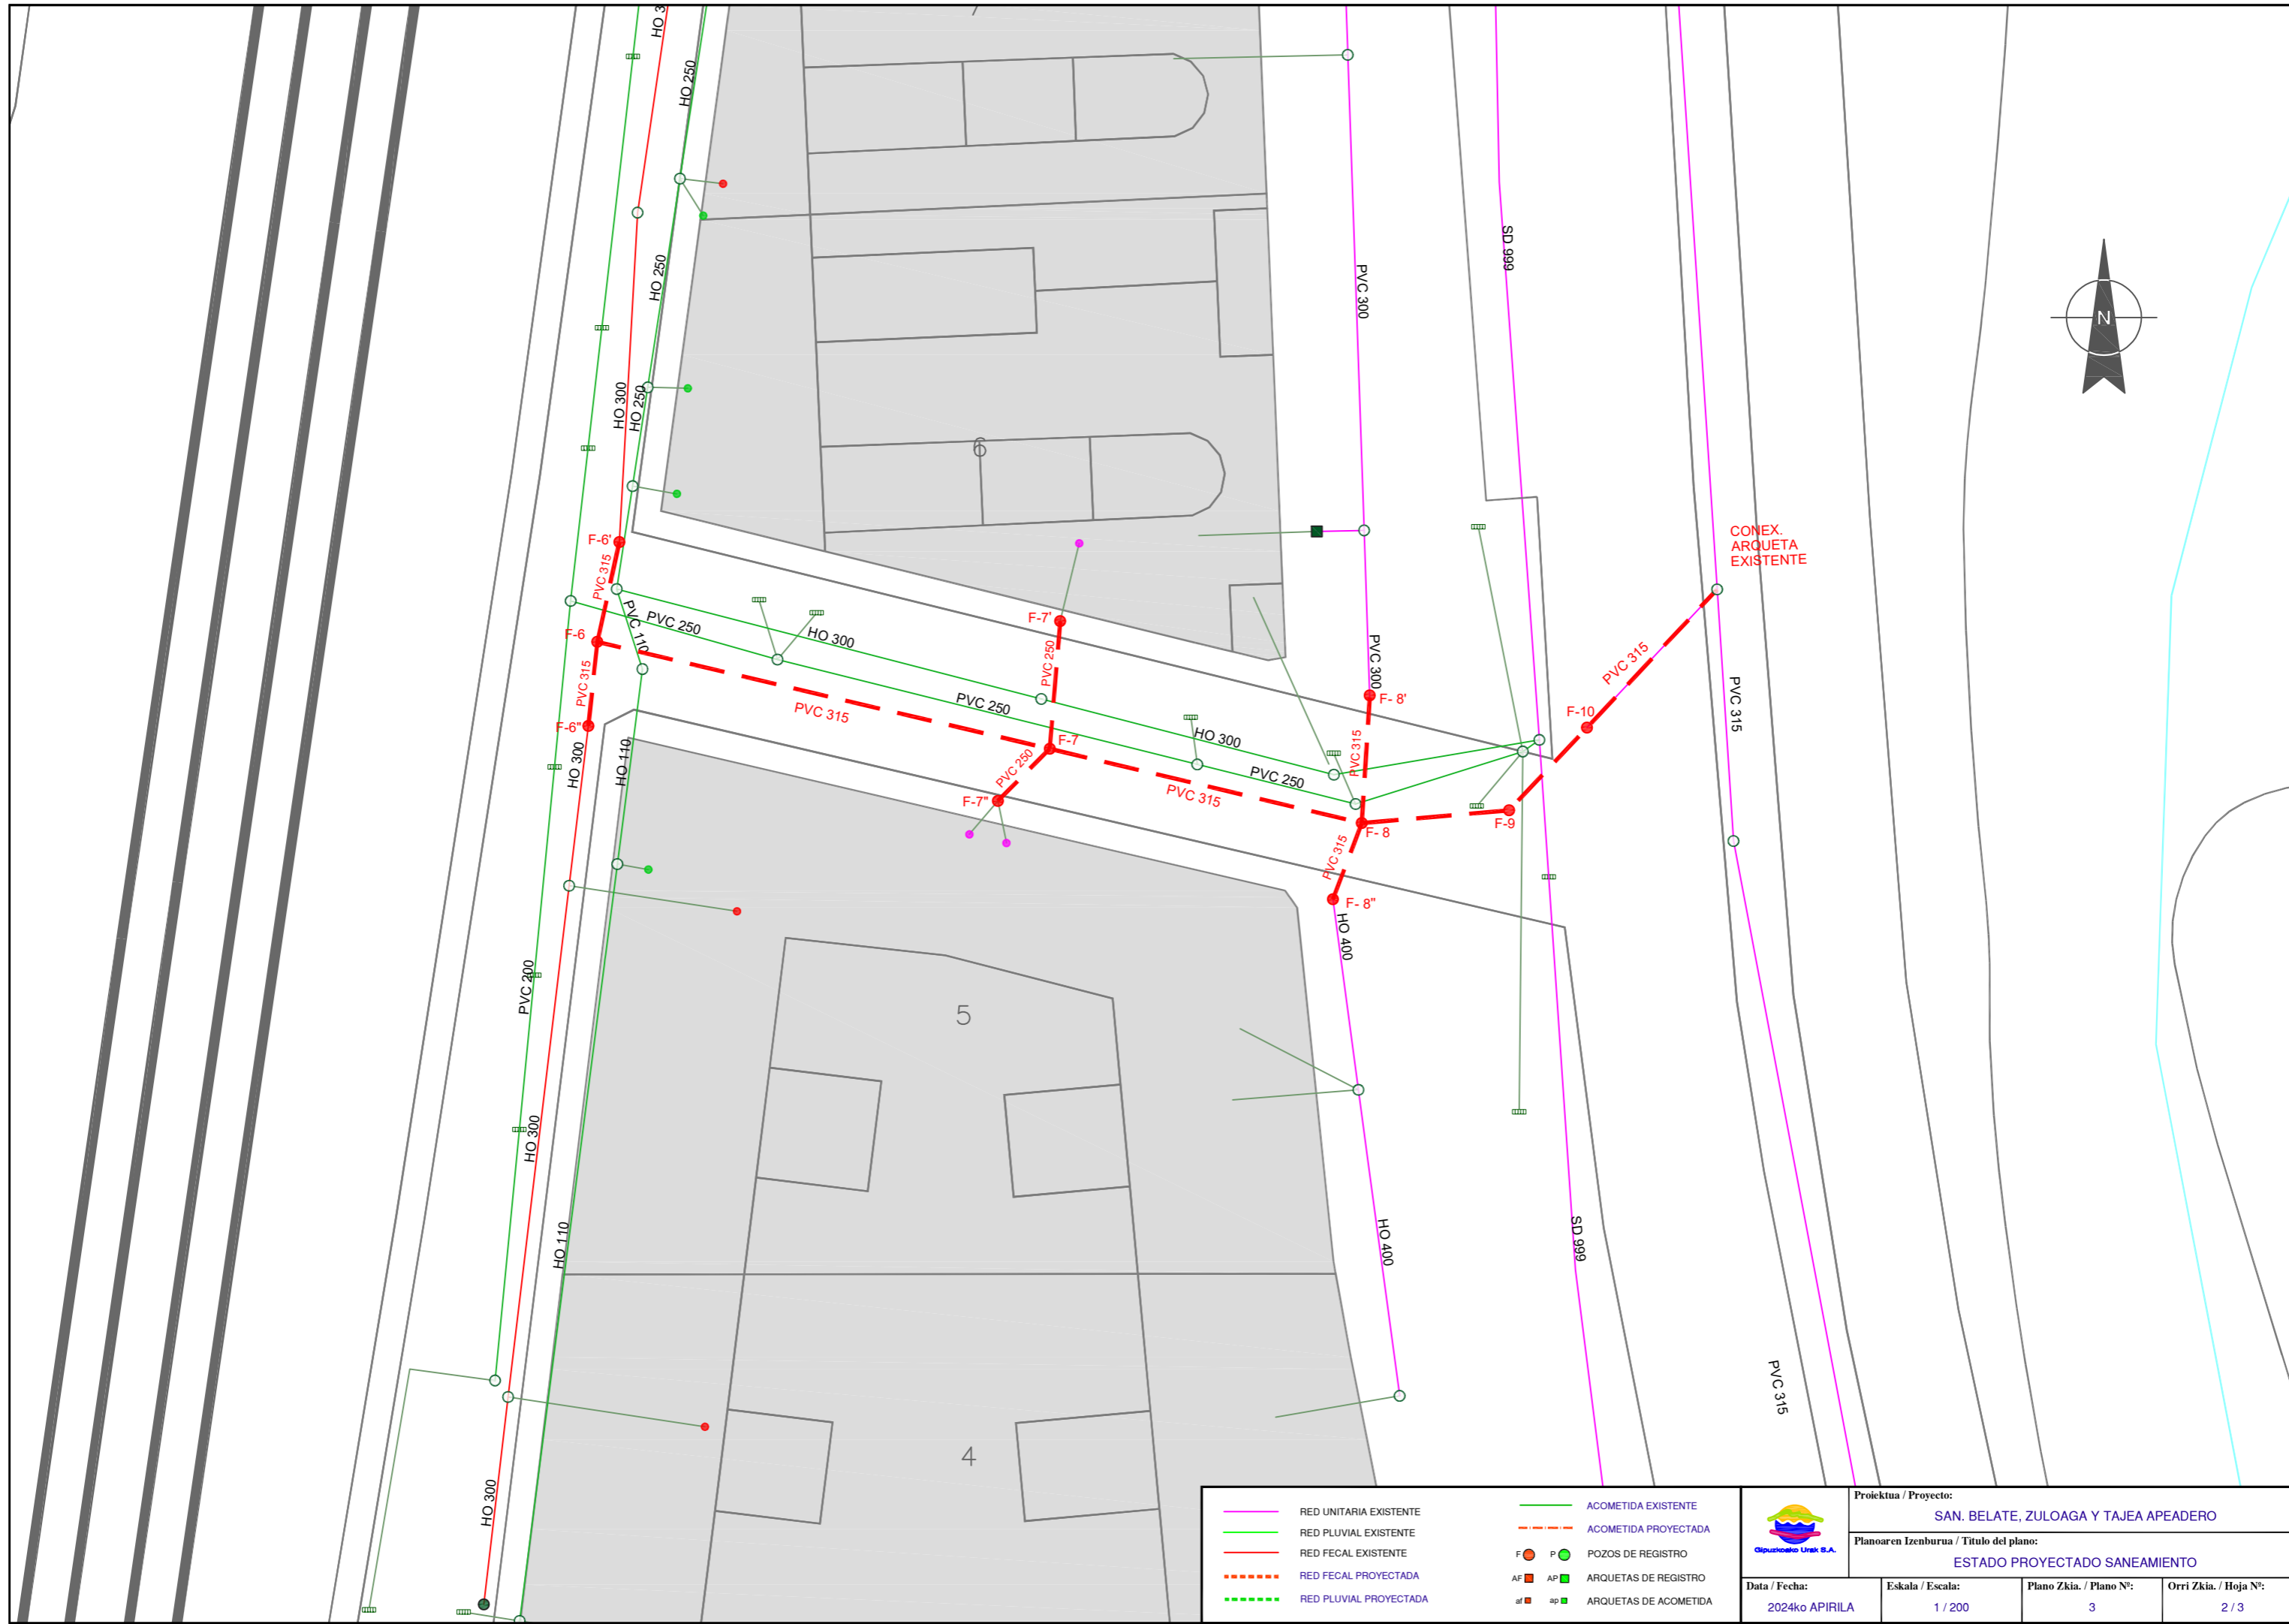 HO 250
HO 250
HO 300
HO 250
PVC 300
SD 999
N
6
F-6'
PVC 315
F-6
PVC 315
F-6"
PVC 110
PVC 250
HO 300
F-7'
PVC 250
PVC 315
PVC 250
F-7
PVC 250
F-7"
HO 300
PVC 250
PVC 315
PVC 300
F- 8'
PVC 315
F- 8
PVC 315
F- 8"
F-9
F-10
PVC 315
CONEX.
ARQUETA
EXISTENTE
PVC 315
HO 300
HO 110
HO 400
PVC 200
5
HO 300
HO 110
HO 400
SD 999
PVC 315
4
HO 300
RED UNITARIA EXISTENTE
RED PLUVIAL EXISTENTE
RED FECAL EXISTENTE
RED FECAL PROYECTADA
RED PLUVIAL PROYECTADA
ACOMETIDA EXISTENTE
ACOMETIDA PROYECTADA
F P POZOS DE REGISTRO
AF AP ARQUETAS DE REGISTRO
af ap ARQUETAS DE ACOMETIDA
Gipuzkoako Urak S.A.
Proiektua / Proyecto:
SAN. BELATE, ZULOAGA Y TAJEA APEADERO
Planoaren Izenburua / Titulo del plano:
ESTADO PROYECTADO SANEAMIENTO
Data / Fecha:
2024ko APIRILA
Eskala / Escala:
1 / 200
Plano Zkia. / Plano Nº:
3
Orri Zkia. / Hoja Nº:
2 / 3